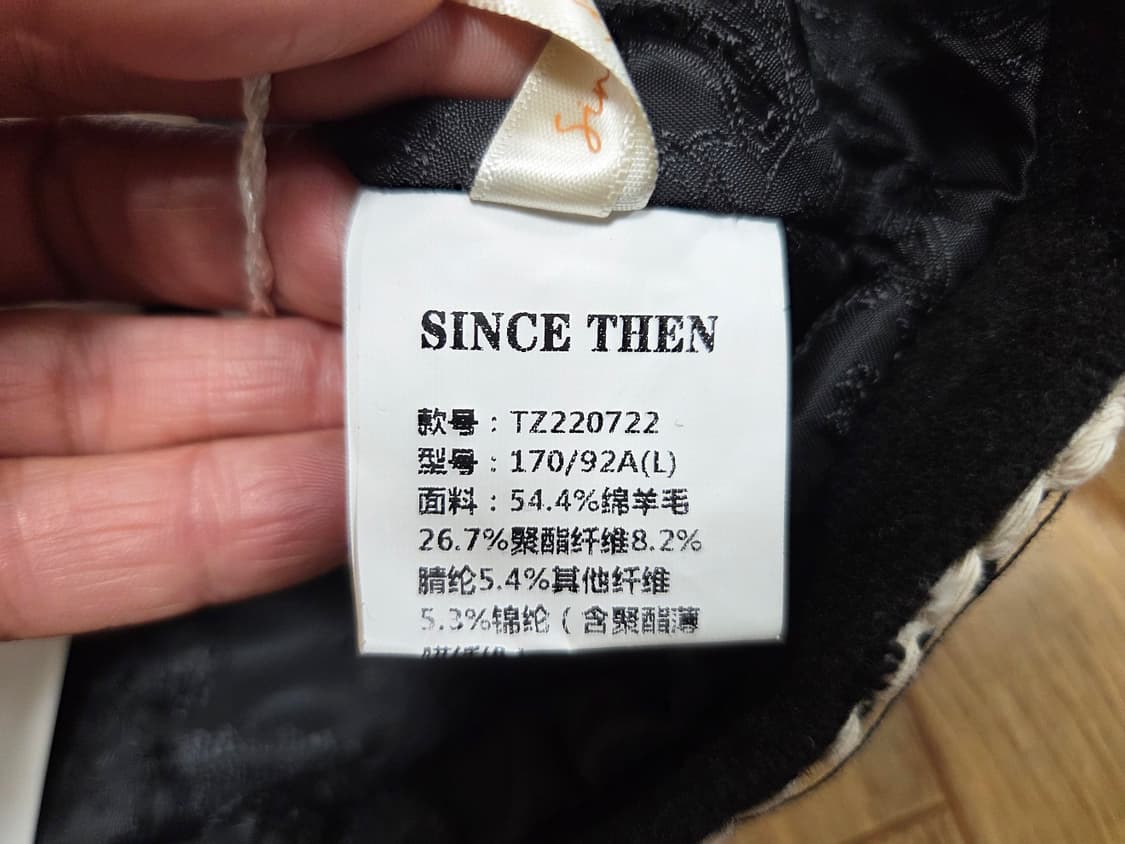 SINCE THEN
款号：TZ220722
型号：170/92A(L)
面料：54.4%绵羊毛
26.7%聚酯纤维8.2%
腈纶5.4%其他纤维
5.3%锦纶（含聚酯薄